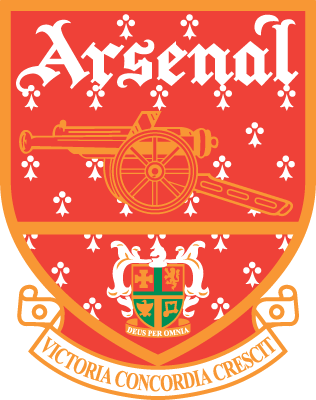 Arsenal
DEUS PER OMNIA
VICTORIA CONCORDIA CRESCIT